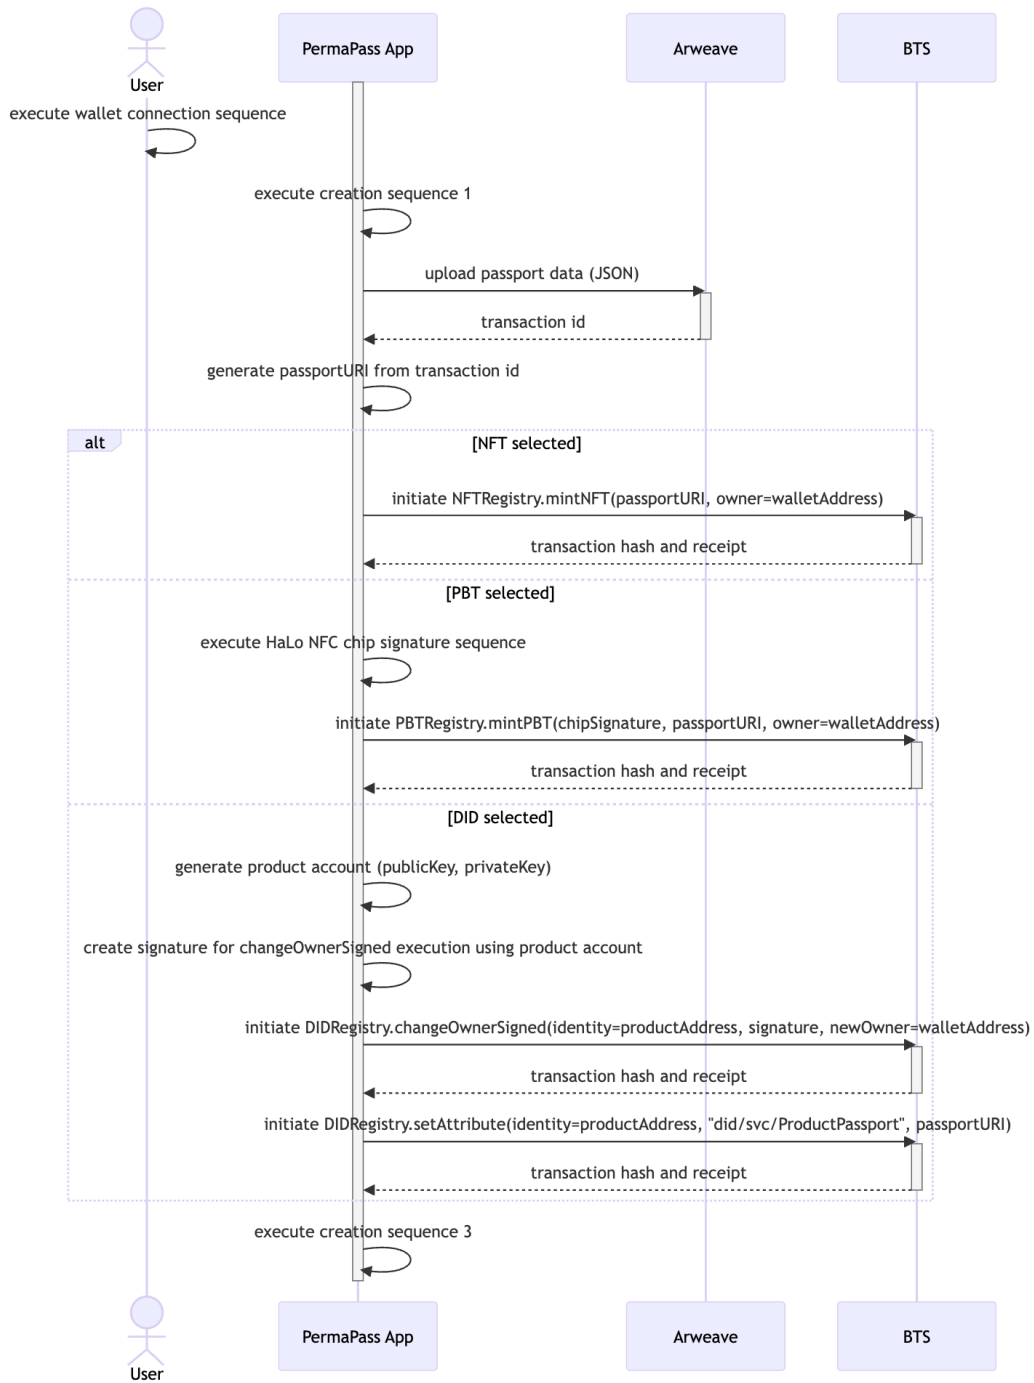 PermaPass App
Arweave
BTS
User
execute wallet connection sequence
execute creation sequence 1
upload passport data (JSON)
transaction id
generate passportURI from transaction id
alt
[NFT selected]
initiate NFTRegistry.mintNFT(passportURI, owner=walletAddress)
transaction hash and receipt
[PBT selected]
execute HaLo NFC chip signature sequence
initiate PBTRegistry.mintPBT(chipSignature, passportURI, owner=walletAddress)
transaction hash and receipt
[DID selected]
generate product account (publicKey, privateKey)
create signature for changeOwnerSigned execution using product account
initiate DIDRegistry.changeOwnerSigned(identity=productAddress, signature, newOwner=walletAddress)
transaction hash and receipt
initiate DIDRegistry.setAttribute(identity=productAddress, "did/svc/ProductPassport", passportURI)
transaction hash and receipt
execute creation sequence 3
PermaPass App
Arweave
BTS
User